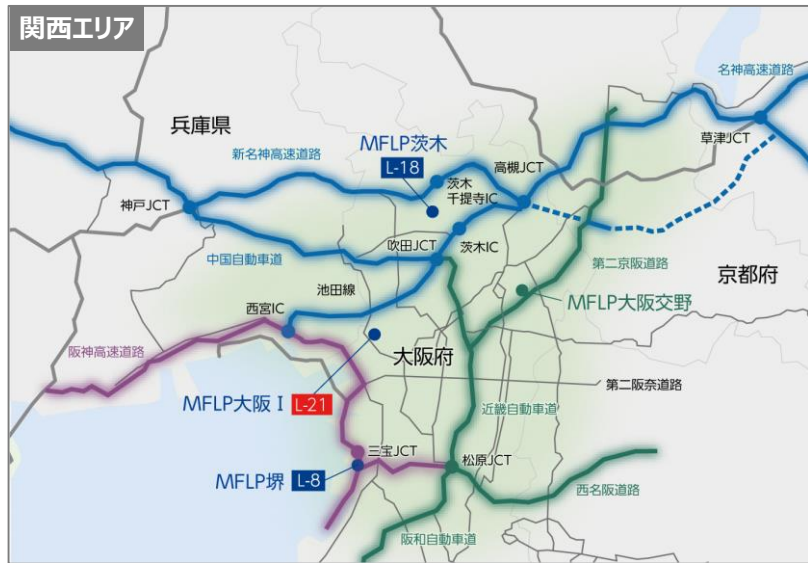 関西エリア
名神高速道路
兵庫県
草津JCT
MFLP茨木
L-18
高槻JCT
新名神高速道路
茨木
千提寺IC
神戸JCT
吹田JCT
茨木IC
中国自動車道
第二京阪道路
京都府
池田線
西宮IC
MFLP大阪交野
阪神高速道路
大阪府
第二阪奈道路
MFLP大阪Ⅰ
L-21
近畿自動車道
三宝JCT
松原JCT
MFLP堺
L-8
西名阪道路
阪和自動車道